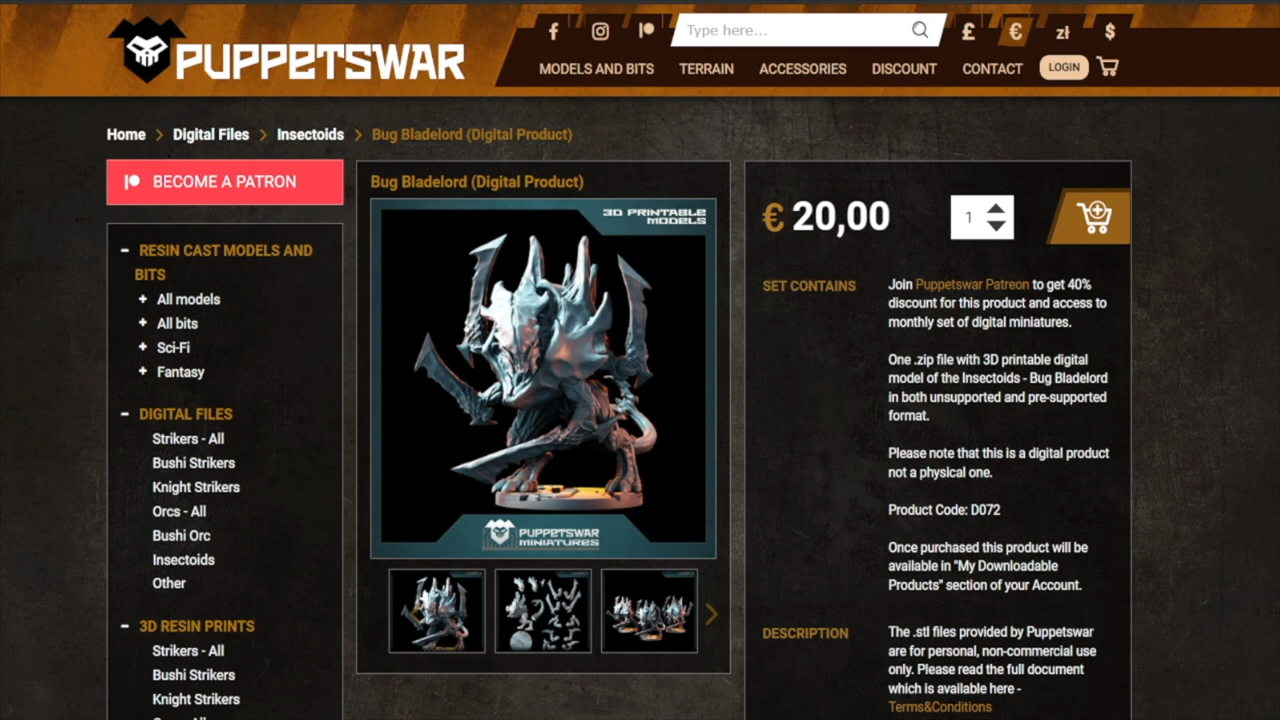 PUPPETSWAR
Type here...
£ € zł $
MODELS AND BITS TERRAIN ACCESSORIES DISCOUNT CONTACT LOGIN
Home > Digital Files > Insectoids > Bug Bladelord (Digital Product)
BECOME A PATRON
- RESIN CAST MODELS AND
BITS
+ All models
+ All bits
+ Sci-Fi
+ Fantasy
- DIGITAL FILES
Strikers - All
Bushi Strikers
Knight Strikers
Orcs - All
Bushi Orc
Insectoids
Other
- 3D RESIN PRINTS
Strikers - All
Bushi Strikers
Knight Strikers
Bug Bladelord (Digital Product)
3D PRINTABLE
MODELS
PUPPETSWAR
MINIATURES
€ 20,00
1
SET CONTAINS
Join Puppetswar Patreon to get 40%
discount for this product and access to
monthly set of digital miniatures.
One .zip file with 3D printable digital
model of the Insectoids - Bug Bladelord
in both unsupported and pre-supported
format.
Please note that this is a digital product
not a physical one.
Product Code: D072
Once purchased this product will be
available in "My Downloadable
Products" section of your Account.
DESCRIPTION
The .stl files provided by Puppetswar
are for personal, non-commercial use
only. Please read the full document
which is available here -
Terms&Conditions